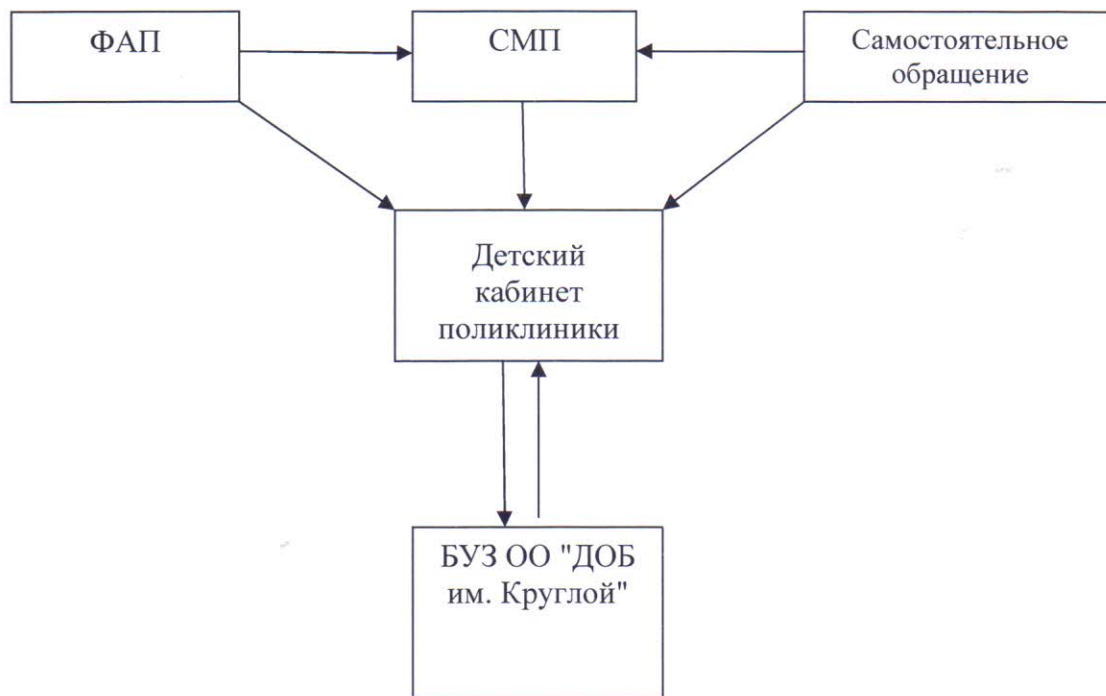 ФАП
СМП
Самостоятельное
обращение
Детский
кабинет
поликлиники
БУЗ ОО "ДОБ
им. Круглой"